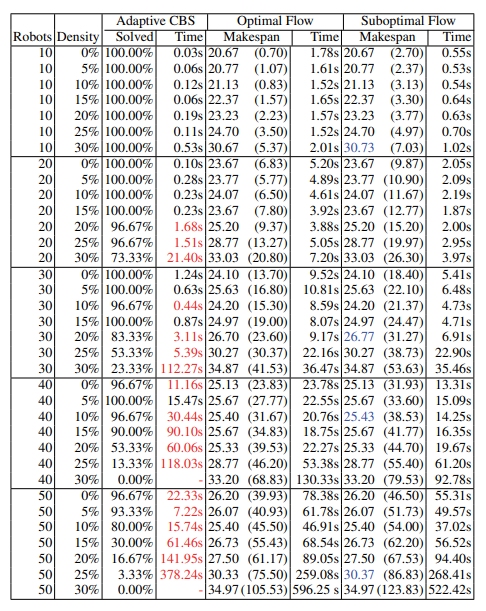 Adaptive CBS Optimal Flow Suboptimal Flow
Robots Density Solved Time Makespan Time Makespan Time
10 0% 100.00% 0.03s 20.67 (0.70) 1.78s 20.67 (2.70) 0.55s
10 5% 100.00% 0.06s 20.77 (1.07) 1.61s 20.77 (2.37) 0.53s
10 10% 100.00% 0.12s 21.13 (0.83) 1.52s 21.13 (3.13) 0.54s
10 15% 100.00% 0.06s 22.37 (1.57) 1.65s 22.37 (3.30) 0.64s
10 20% 100.00% 0.19s 23.23 (2.23) 1.57s 23.23 (3.77) 0.63s
10 25% 100.00% 0.11s 24.70 (3.50) 1.52s 24.70 (4.97) 0.70s
10 30% 100.00% 0.53s 30.67 (5.37) 2.01s 30.73 (7.03) 1.02s
20 0% 100.00% 0.10s 23.67 (6.83) 5.20s 23.67 (9.87) 2.05s
20 5% 100.00% 0.28s 23.77 (5.77) 4.89s 23.77 (10.90) 2.09s
20 10% 100.00% 0.23s 24.07 (6.50) 4.61s 24.07 (11.67) 2.19s
20 15% 100.00% 0.23s 23.67 (7.80) 3.92s 23.67 (12.77) 1.87s
20 20% 96.67% 1.68s 25.20 (9.37) 3.88s 25.20 (15.20) 2.00s
20 25% 96.67% 1.51s 28.77 (13.27) 5.05s 28.77 (19.97) 2.95s
20 30% 73.33% 21.40s 33.03 (20.80) 7.20s 33.03 (26.30) 3.97s
30 0% 100.00% 1.24s 24.10 (13.70) 9.52s 24.10 (18.40) 5.41s
30 5% 100.00% 0.63s 25.63 (16.80) 10.81s 25.63 (22.10) 6.48s
30 10% 96.67% 0.44s 24.20 (15.30) 8.59s 24.20 (21.37) 4.73s
30 15% 100.00% 0.87s 24.97 (19.00) 8.07s 24.97 (24.47) 4.71s
30 20% 83.33% 3.11s 26.70 (23.60) 9.17s 26.77 (31.27) 6.91s
30 25% 53.33% 5.39s 30.27 (30.37) 22.16s 30.27 (38.73) 22.90s
30 30% 23.33% 112.27s 34.87 (41.53) 36.47s 34.87 (53.63) 35.46s
40 0% 96.67% 11.16s 25.13 (23.83) 23.78s 25.13 (31.93) 13.31s
40 5% 100.00% 15.47s 25.67 (27.77) 22.55s 25.67 (33.60) 15.09s
40 10% 96.67% 30.44s 25.40 (31.67) 20.76s 25.43 (38.53) 14.25s
40 15% 90.00% 90.10s 25.67 (34.83) 18.75s 25.67 (41.77) 16.35s
40 20% 53.33% 60.06s 25.33 (39.53) 22.27s 25.33 (44.70) 19.67s
40 25% 13.33% 118.03s 28.77 (46.20) 53.38s 28.77 (55.40) 61.20s
40 30% 0.00% - 33.20 (68.83) 130.33s 33.20 (79.53) 92.78s
50 0% 96.67% 22.33s 26.20 (39.93) 78.38s 26.20 (46.50) 55.31s
50 5% 93.33% 7.22s 26.07 (40.93) 61.78s 26.07 (51.73) 49.57s
50 10% 80.00% 15.74s 25.40 (45.50) 46.91s 25.40 (54.00) 37.02s
50 15% 30.00% 61.46s 26.73 (55.43) 68.54s 26.73 (62.20) 56.52s
50 20% 16.67% 141.95s 27.50 (61.17) 89.05s 27.50 (67.53) 94.40s
50 25% 3.33% 378.24s 30.33 (75.50) 259.08s 30.37 (86.83) 268.41s
50 30% 0.00% - 34.97 (105.53) 596.25 s 34.97 (123.83) 522.42s